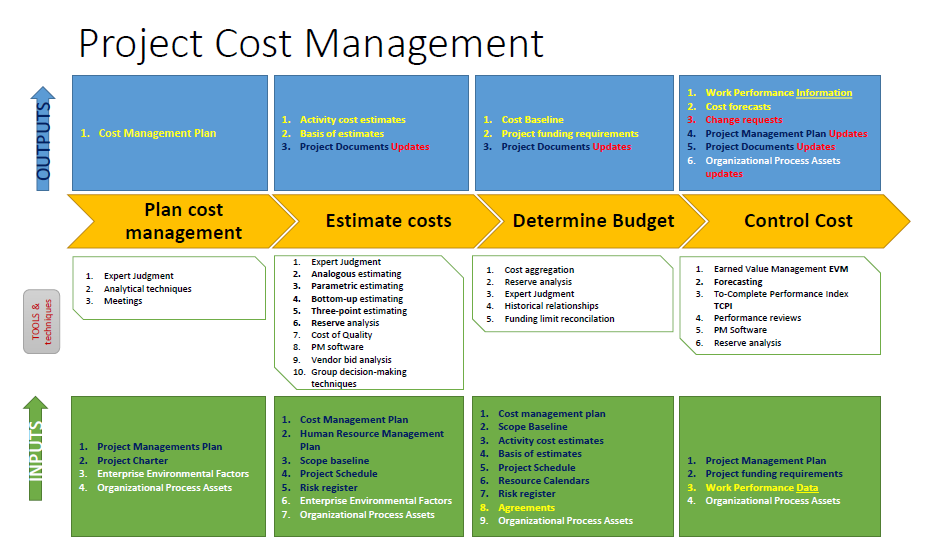 Project Cost Management
OUTPUTS
1. Cost Management Plan
1. Activity cost estimates
2. Basis of estimates
3. Project Documents Updates
1. Cost Baseline
2. Project funding requirements
3. Project Documents Updates
1. Work Performance Information
2. Cost forecasts
3. Change requests
4. Project Management Plan Updates
5. Project Documents Updates
6. Organizational Process Assets
updates
Plan cost
management
Estimate costs
Determine Budget
Control Cost
TOOLS &
techniques
1. Expert Judgment
2. Analytical techniques
3. Meetings
1. Expert Judgment
2. Analogous estimating
3. Parametric estimating
4. Bottom-up estimating
5. Three-point estimating
6. Reserve analysis
7. Cost of Quality
8. PM software
9. Vendor bid analysis
10. Group decision-making
techniques
1. Cost aggregation
2. Reserve analysis
3. Expert Judgment
4. Historical relationships
5. Funding limit reconciliation
1. Earned Value Management EVM
2. Forecasting
3. To-Complete Performance Index
TCPI
4. Performance reviews
5. PM Software
6. Reserve analysis
INPUTS
1. Project Managements Plan
2. Project Charter
3. Enterprise Environmental Factors
4. Organizational Process Assets
1. Cost Management Plan
2. Human Resource Management
Plan
3. Scope baseline
4. Project Schedule
5. Risk register
6. Enterprise Environmental Factors
7. Organizational Process Assets
1. Cost management plan
2. Scope Baseline
3. Activity cost estimates
4. Basis of estimates
5. Project Schedule
6. Resource Calendars
7. Risk register
8. Agreements
9. Organizational Process Assets
1. Project Management Plan
2. Project funding requirements
3. Work Performance Data
4. Organizational Process Assets